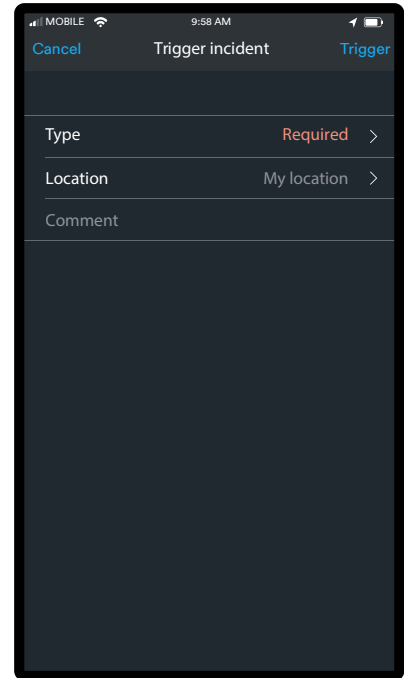 MOBILE 9:58 AM
Cancel Trigger incident Trigger
Type Required
Location My location
Comment